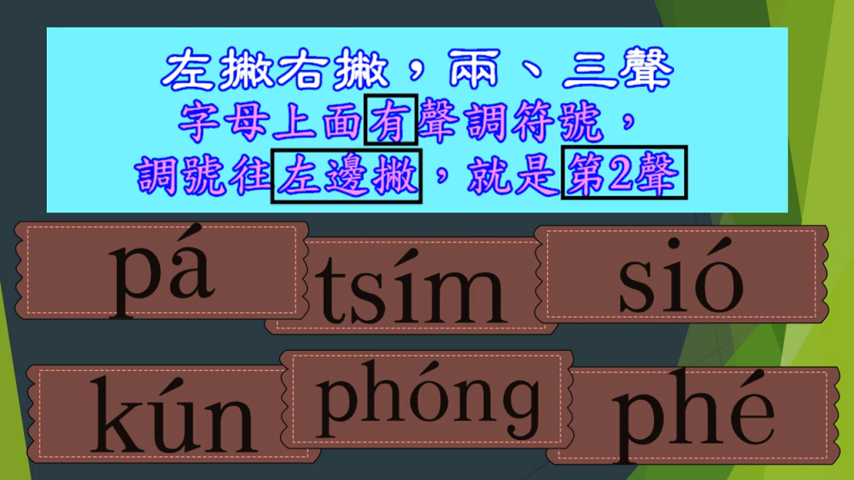 左撇右撇，兩、三聲
字母上面有聲調符號，
調號往左邊撇，就是第2聲
pá
tsím
sió
kún
phóng
phé